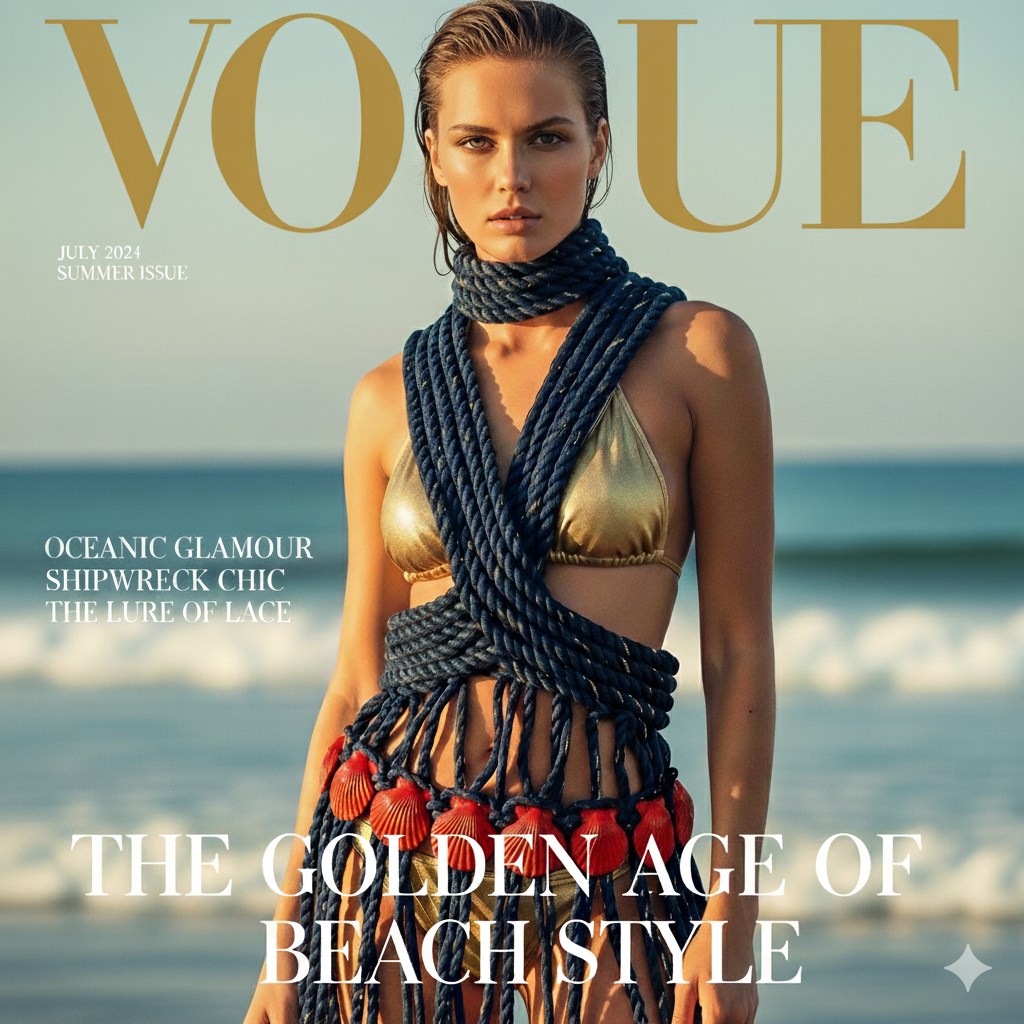 VOGUE
JULY 2024
SUMMER ISSUE
OCEANIC GLAMOUR
SHIPWRECK CHIC
THE LURE OF LACE
THE GOLDEN AGE OF
BEACH STYLE